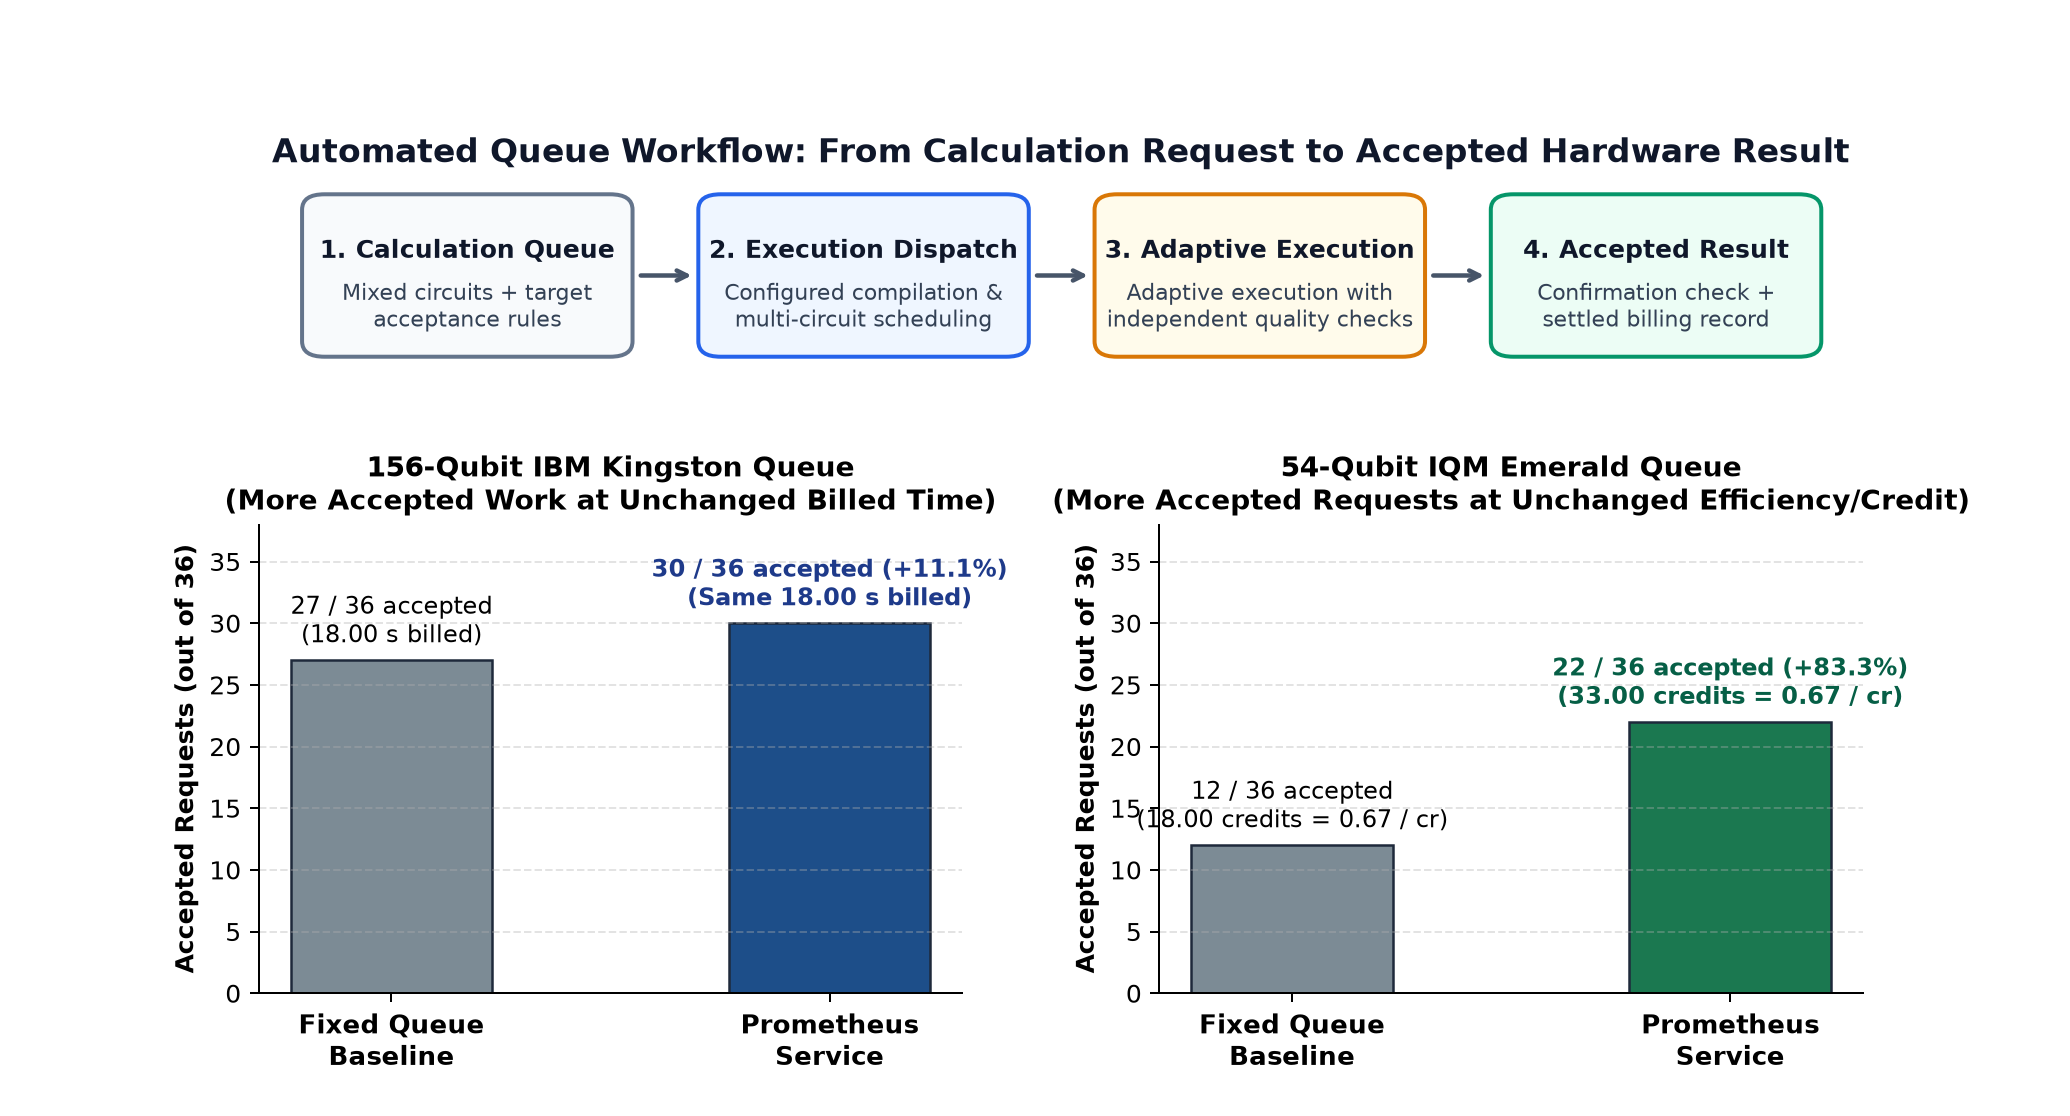 Automated Queue Workflow: From Calculation Request to Accepted Hardware Result
1. Calculation Queue
Mixed circuits + target
acceptance rules
2. Execution Dispatch
Configured compilation &
multi-circuit scheduling
3. Adaptive Execution
Adaptive execution with
independent quality checks
4. Accepted Result
Confirmation check +
settled billing record
156-Qubit IBM Kingston Queue
(More Accepted Work at Unchanged Billed Time)
Accepted Requests (out of 36)
35
30
25
20
15
10
5
0
27 / 36 accepted
(18.00 s billed)
30 / 36 accepted (+11.1%)
(Same 18.00 s billed)
Fixed Queue
Baseline
Prometheus
Service
54-Qubit IQM Emerald Queue
(More Accepted Requests at Unchanged Efficiency/Credit)
Accepted Requests (out of 36)
35
30
25
20
15
10
5
0
12 / 36 accepted
(18.00 credits = 0.67 / cr)
22 / 36 accepted (+83.3%)
(33.00 credits = 0.67 / cr)
Fixed Queue
Baseline
Prometheus
Service